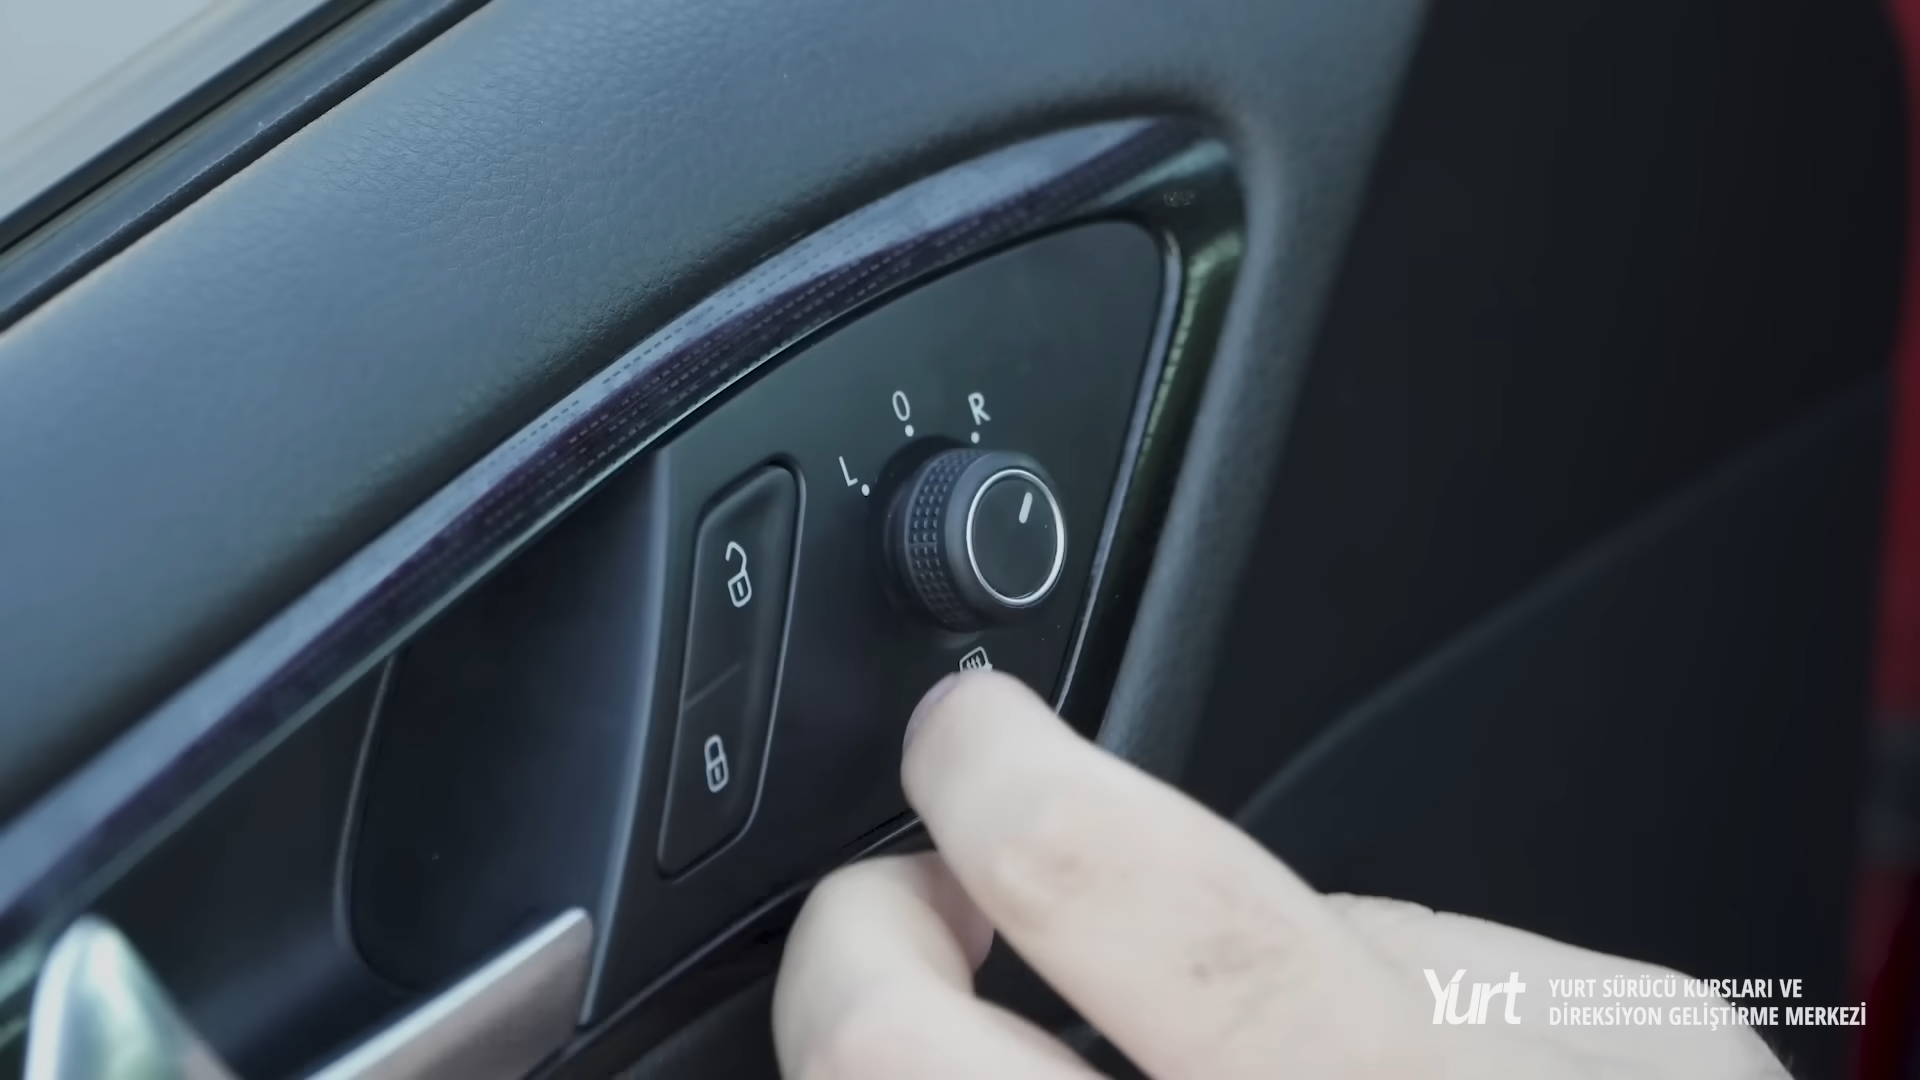 O
R
L
Yurt
YURT SÜRÜCÜ KURSLARI VE
DİREKSİYON GELİŞTİRME MERKEZİ